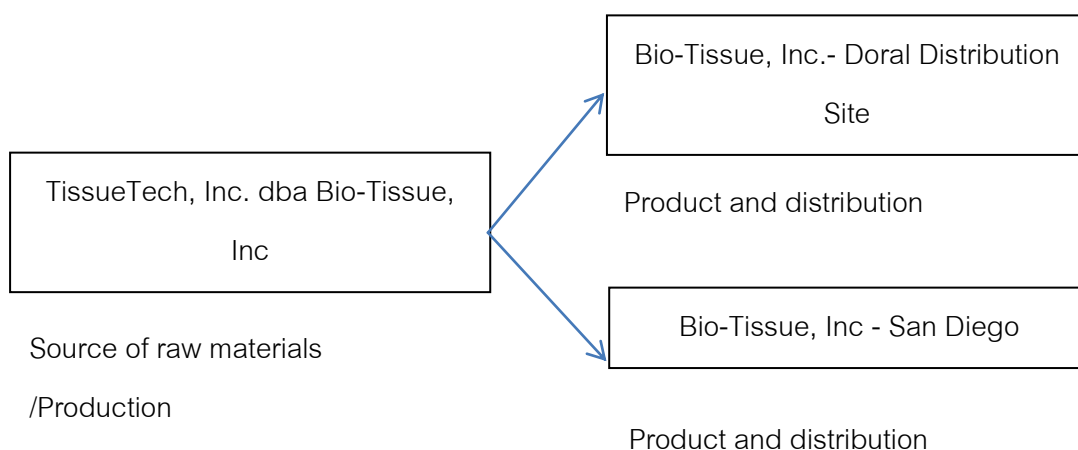 TissueTech, Inc. dba Bio-Tissue,
Inc
Source of raw materials
/Production
Bio-Tissue, Inc.- Doral Distribution
Site
Product and distribution
Bio-Tissue, Inc - San Diego
Product and distribution